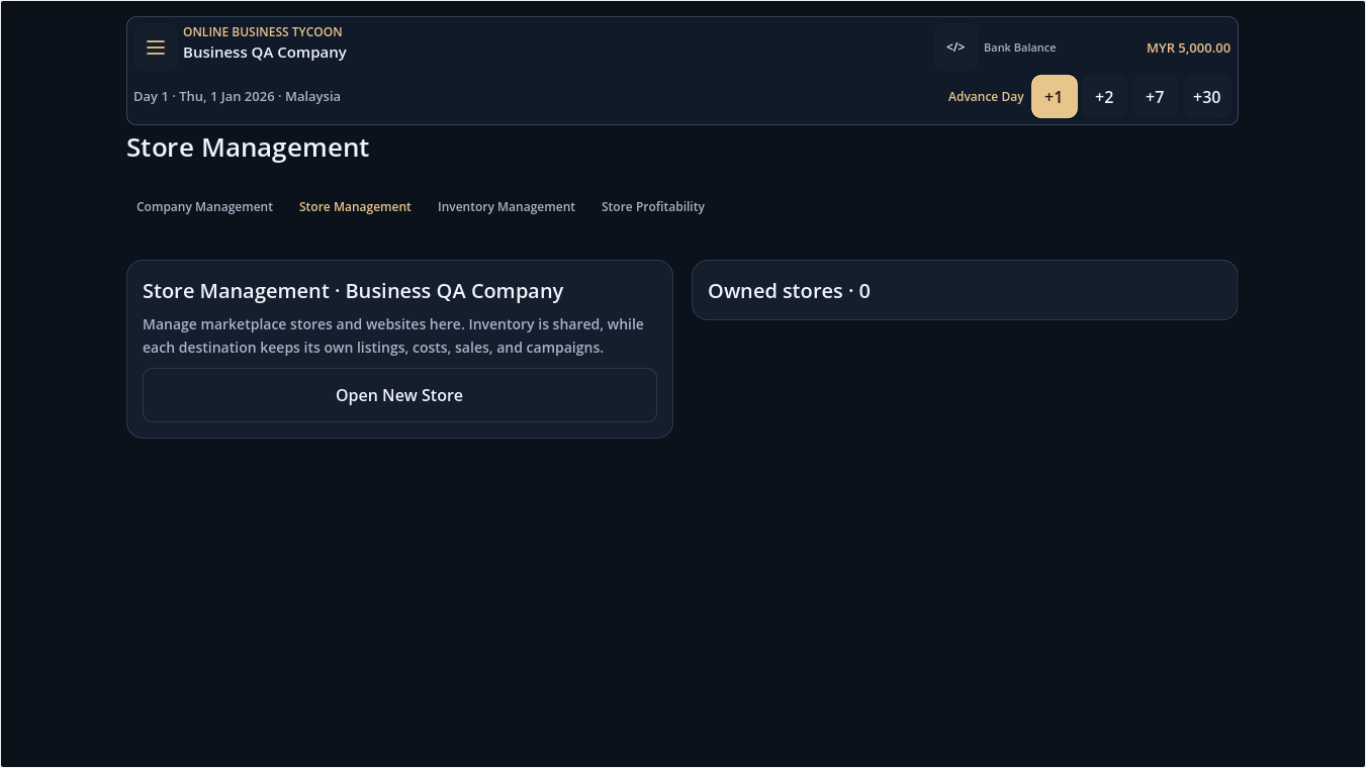 ONLINE BUSINESS TYCOON
Business QA Company
</> Bank Balance MYR 5,000.00
Day 1 · Thu, 1 Jan 2026 · Malaysia
Advance Day +1 +2 +7 +30
Store Management
Company Management Store Management Inventory Management Store Profitability
Store Management · Business QA Company
Manage marketplace stores and websites here. Inventory is shared, while
each destination keeps its own listings, costs, sales, and campaigns.
Open New Store
Owned stores · 0